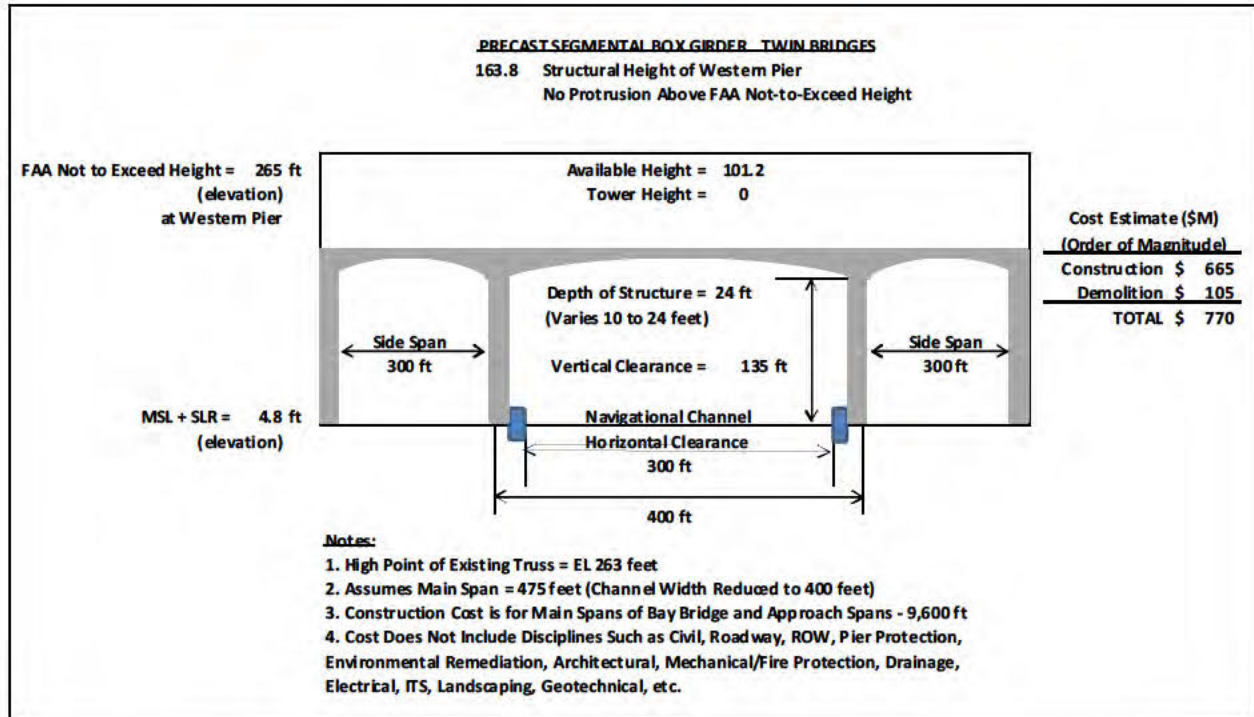 PRECAST SEGMENTAL BOX GIRDER TWIN BRIDGES
163.8 Structural Height of Western Pier
No Protrusion Above FAA Not-to-Exceed Height
FAA Not to Exceed Height = 265 ft
(elevation)
at Western Pier
Available Height = 101.2
Tower Height = 0
Cost Estimate ($M)
(Order of Magnitude)
Construction $ 665
Demolition $ 105
TOTAL $ 770
Depth of Structure = 24 ft
(Varies 10 to 24 feet)
Side Span
300 ft
Vertical Clearance = 135 ft
Side Span
300 ft
MSL + SLR = 4.8 ft
(elevation)
Navigational Channel
Horizontal Clearance
300 ft
400 ft
Notes:
1. High Point of Existing Truss = EL 263 feet
2. Assumes Main Span = 475 feet (Channel Width Reduced to 400 feet)
3. Construction Cost is for Main Spans of Bay Bridge and Approach Spans - 9,600 ft
4. Cost Does Not Include Disciplines Such as Civil, Roadway, ROW, Pier Protection,
Environmental Remediation, Architectural, Mechanical/Fire Protection, Drainage,
Electrical, ITS, Landscaping, Geotechnical, etc.